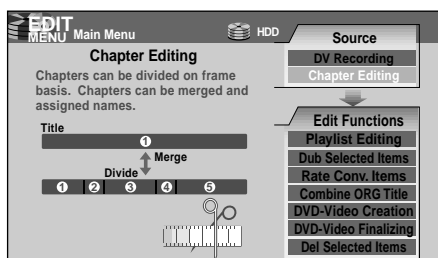 EDIT
MENU Main Menu
HDD
Chapter Editing
Chapters can be divided on frame
basis. Chapters can be merged and
assigned names.
Title
1
Merge
Divide
1 2 3 4 5
Source
DV Recording
Chapter Editing
Edit Functions
Playlist Editing
Dub Selected Items
Rate Conv. Items
Combine ORG Title
DVD-Video Creation
DVD-Video Finalizing
Del Selected Items